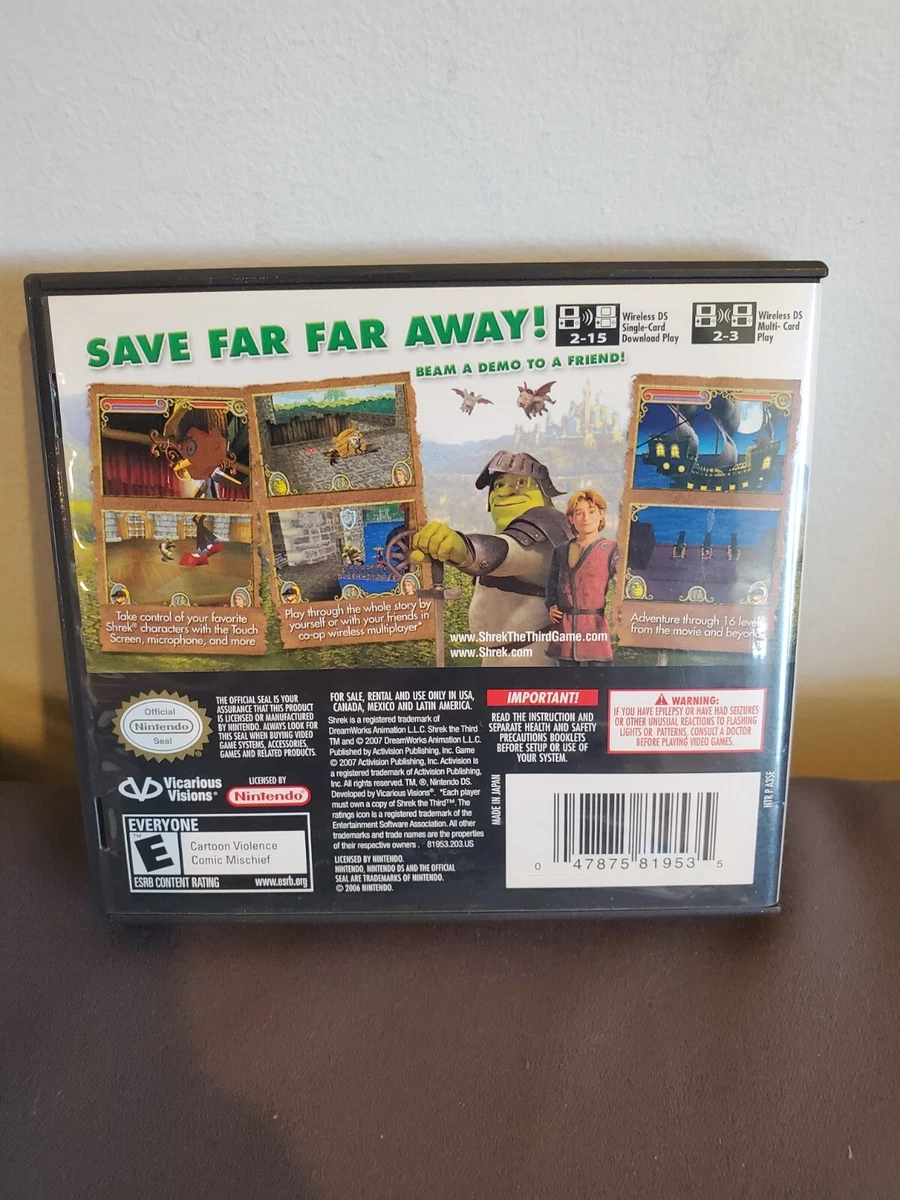 SAVE FAR FAR AWAY!
BEAM A DEMO TO A FRIEND!
2-15
Wireless DS
Single-Card
Download Play
2-3
Wireless DS
Multi- Card
Play
Take control of your favorite
Shrek® characters with the Touch
Screen, microphone, and more
Play through the whole story by
yourself or with your friends in
co-op wireless multiplayer*
Adventure through 16 levels
from the movie and beyond
www.ShrekTheThirdGame.com
www.Shrek.com
Official
Nintendo
Seal
THE OFFICIAL SEAL IS YOUR
ASSURANCE THAT THIS PRODUCT
IS LICENSED OR MANUFACTURED
BY NINTENDO. ALWAYS LOOK FOR
THIS SEAL WHEN BUYING VIDEO
GAME SYSTEMS, ACCESSORIES,
GAMES AND RELATED PRODUCTS.
Vicarious
Visions®
LICENSED BY
Nintendo®
EVERYONE
E
TM
Cartoon Violence
Comic Mischief
ESRB CONTENT RATING
www.esrb.org
FOR SALE, RENTAL AND USE ONLY IN USA,
CANADA, MEXICO AND LATIN AMERICA.
Shrek is a registered trademark of
DreamWorks Animation L.L.C. Shrek the Third
TM and © 2007 DreamWorks Animation L.L.C.
Published by Activision Publishing, Inc. Game
© 2007 Activision Publishing, Inc. Activision is
a registered trademark of Activision Publishing,
Inc. All rights reserved. TM, ®, Nintendo DS.
Developed by Vicarious Visions®. *Each player
must own a copy of Shrek the Third™. The
ratings icon is a registered trademark of the
Entertainment Software Association. All other
trademarks and trade names are the properties
of their respective owners. 81953.203.US
LICENSED BY NINTENDO.
NINTENDO, NINTENDO DS AND THE OFFICIAL
SEAL ARE TRADEMARKS OF NINTENDO.
© 2006 NINTENDO.
IMPORTANT!
READ THE INSTRUCTION AND
SEPARATE HEALTH AND SAFETY
PRECAUTIONS BOOKLETS
BEFORE SETUP OR USE OF
YOUR SYSTEM.
WARNING:
IF YOU HAVE EPILEPSY OR HAVE HAD SEIZURES
OR OTHER UNUSUAL REACTIONS TO FLASHING
LIGHTS OR PATTERNS, CONSULT A DOCTOR
BEFORE PLAYING VIDEO GAMES.
MADE IN JAPAN
0 47875 81953 5
NTR P A3SE